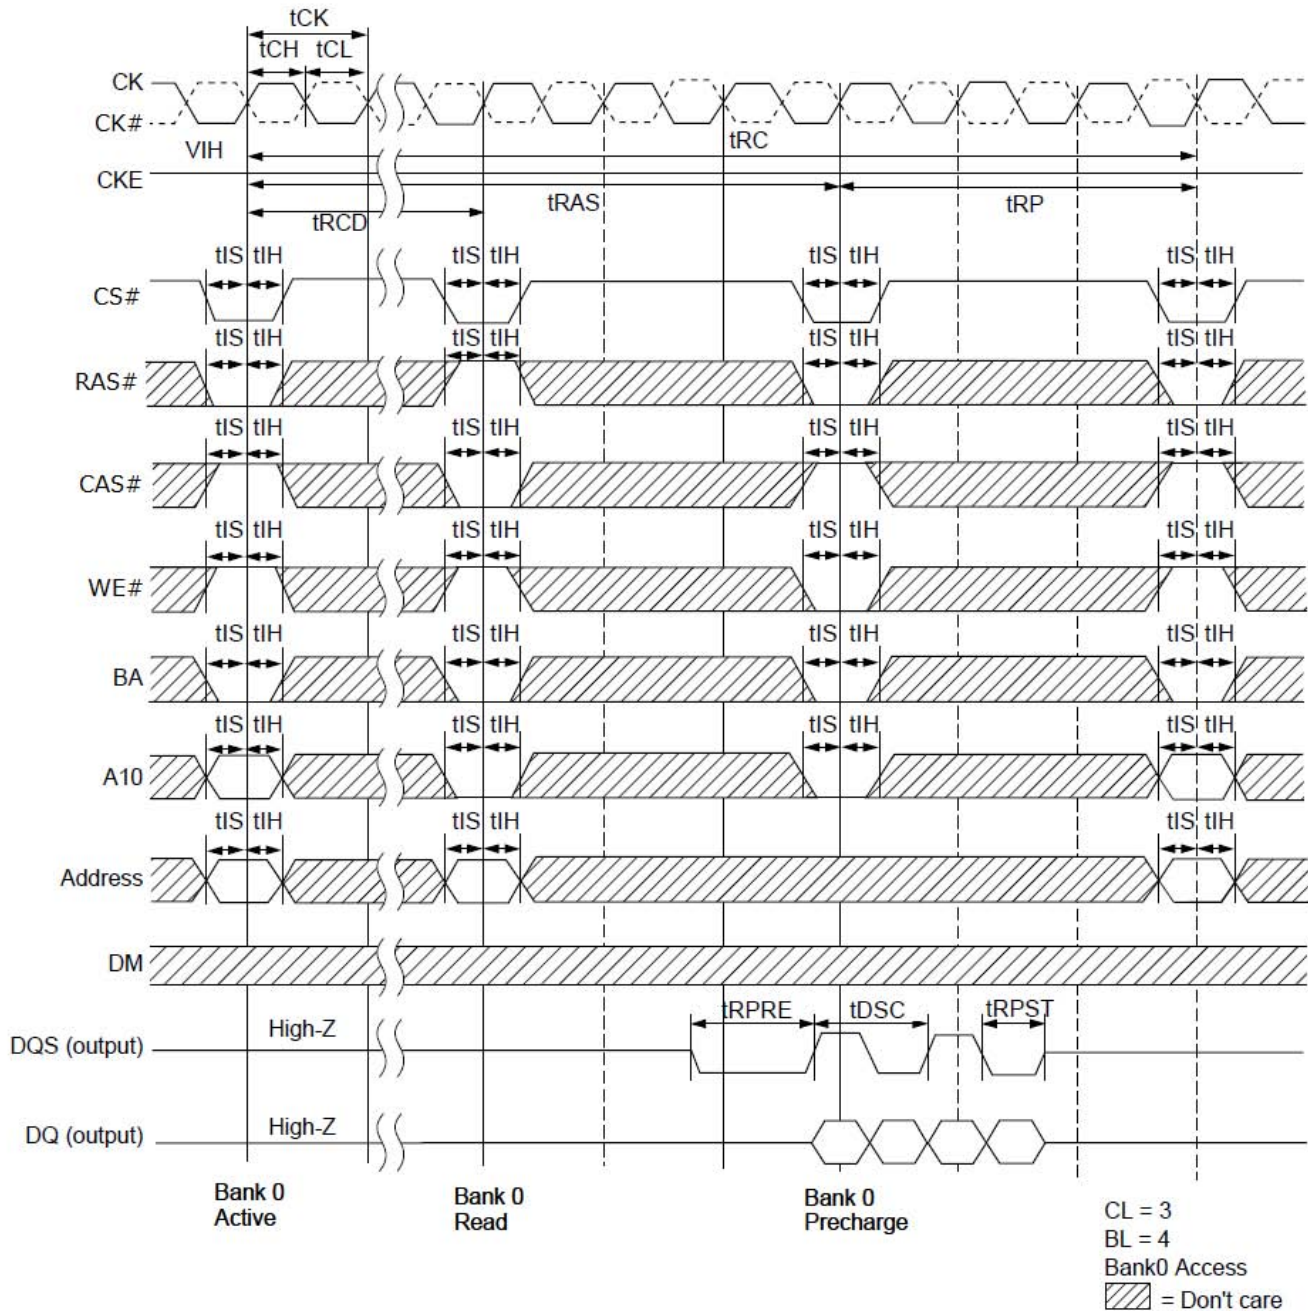 tCK
tCH tCL
CK
CK#
VIH
tRC
CKE
tRAS
tRP
tRCD
tIS tIH tIS tIH tIS tIH tIS tIH
CS#
tIS tIH tIS tIH tIS tIH tIS tIH
RAS#
tIS tIH tIS tIH tIS tIH tIS tIH
CAS#
tIS tIH tIS tIH tIS tIH tIS tIH
WE#
tIS tIH tIS tIH tIS tIH tIS tIH
BA
tIS tIH tIS tIH tIS tIH tIS tIH
A10
tIS tIH tIS tIH tIS tIH
Address
DM
tRPRE tDSC tRPST
High-Z
DQS (output)
High-Z
DQ (output)
Bank 0
Active
Bank 0
Read
Bank 0
Precharge
CL = 3
BL = 4
Bank0 Access
= Don't care